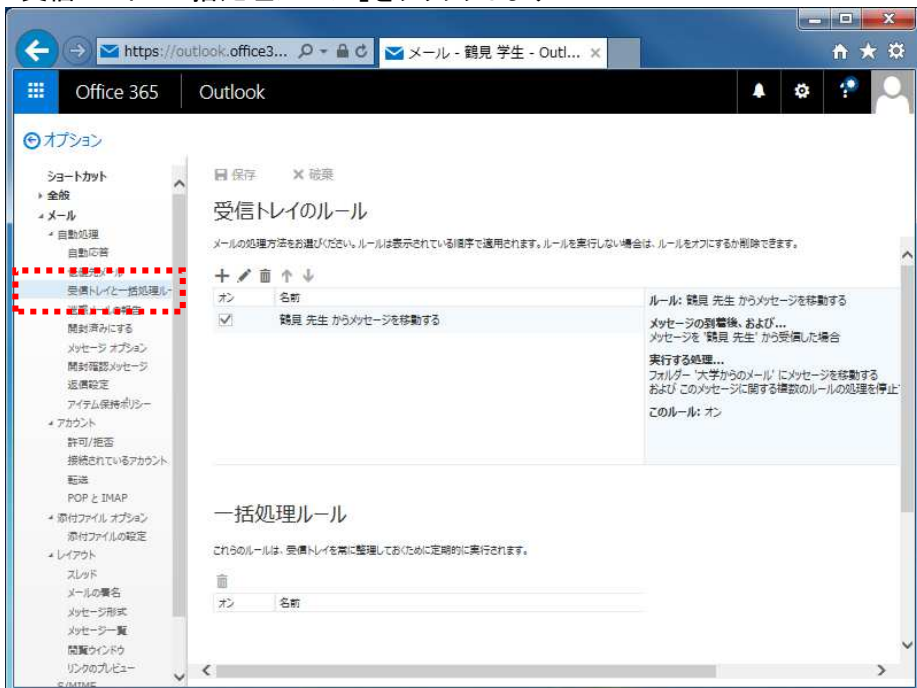 https://outlook.office3...
メール - 鶴見 学生 - Outl... ×
Office 365
Outlook
オプション
ショートカット
全般
メール
自動処理
自動応答
受信トレイと一括処理ルー
開封済みにする
メッセージ オプション
開封確認メッセージ
返信設定
アイテム保持ポリシー
アカウント
許可/拒否
接続されているアカウント
転送
POP と IMAP
添付ファイル オプション
添付ファイルの設定
レイアウト
スレッド
メールの署名
メッセージ形式
メッセージ一覧
閲覧ウィンドウ
リンクのプレビュー
S/MIME
保存 × 破棄
受信トレイのルール
メールの処理方法をお選びください。ルールは表示されている順序で適用されます。ルールを実行しない場合は、ルールをオフにするか削除できます。
オン 名前
鶴見 先生 からメッセージを移動する
ルール: 鶴見 先生 からメッセージを移動する
メッセージの到着後、および...
メッセージを '鶴見 先生' から受信した場合
実行する処理...
フォルダー '大学からのメール' にメッセージを移動する
および このメッセージに関する複数のルールの処理を停止
このルール: オン
一括処理ルール
これらのルールは、受信トレイを常に整理しておくために定期的に実行されます。
オン 名前